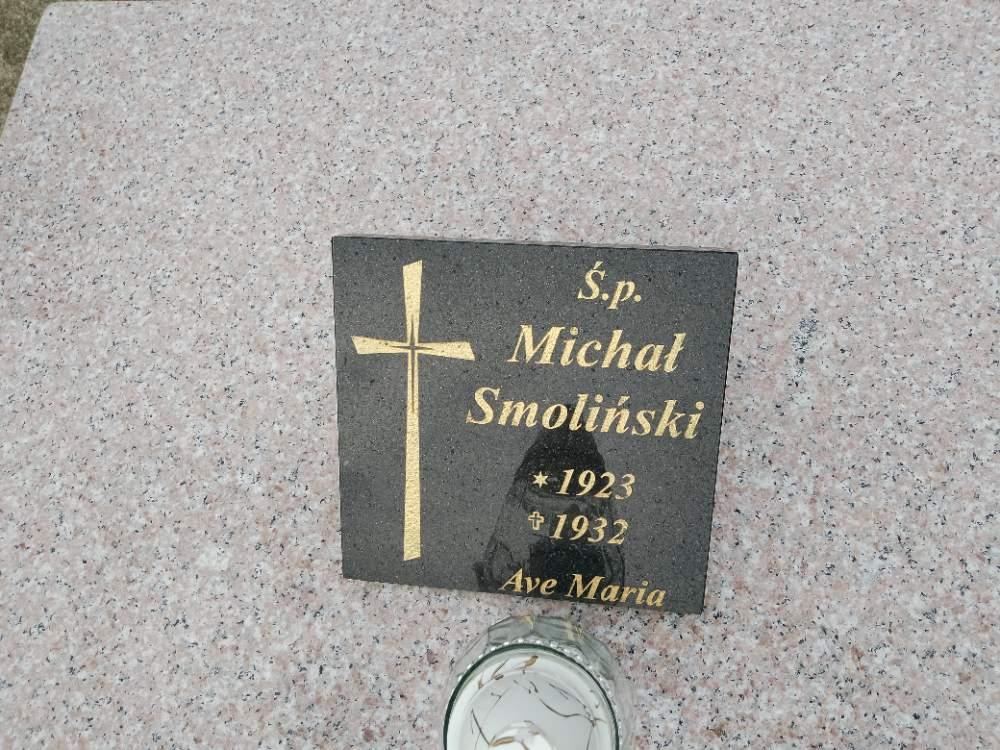 Ś.p.
Michał
Smoliński
* 1923
✝ 1932
Ave Maria